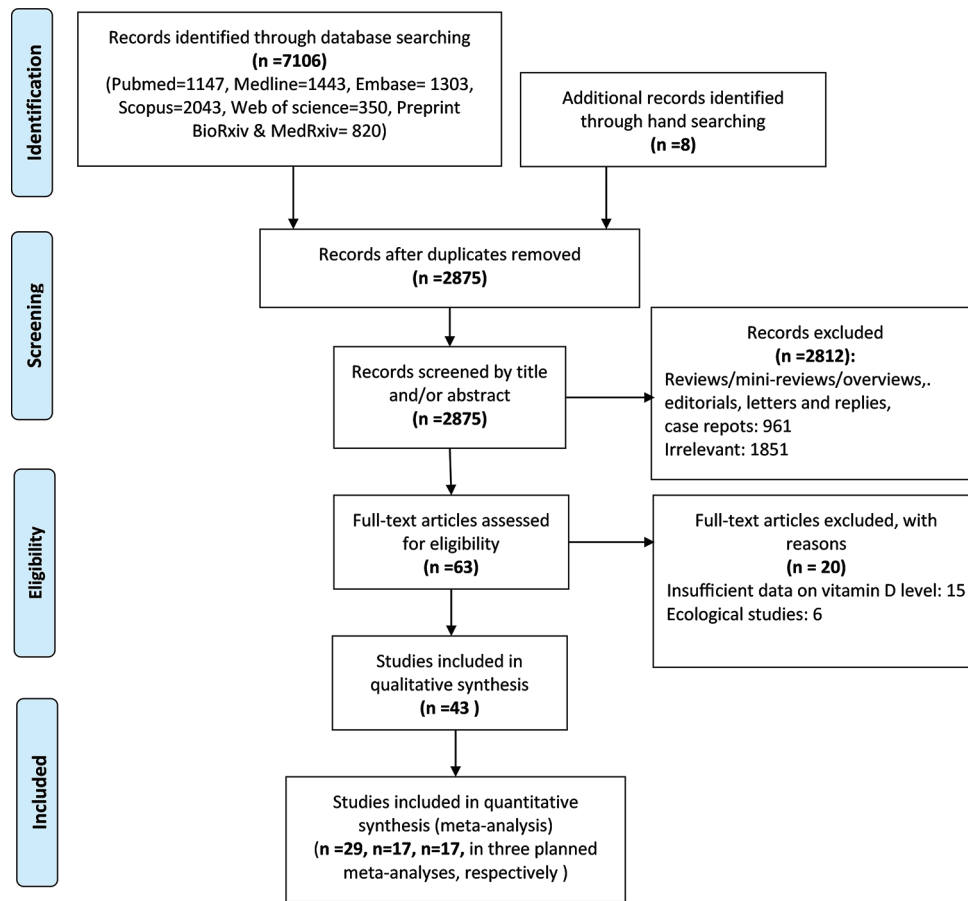 Identification
Records identified through database searching
(n =7106)
(Pubmed=1147, Medline=1443, Embase= 1303,
Scopus=2043, Web of science=350, Preprint
BioRxiv & MedRxiv= 820)
Additional records identified
through hand searching
(n =8)
Screening
Records after duplicates removed
(n =2875)
Records screened by title
and/or abstract
(n =2875)
Records excluded
(n =2812):
Reviews/mini-reviews/overviews,.
editorials, letters and replies,
case repots: 961
Irrelevant: 1851
Eligibility
Full-text articles assessed
for eligibility
(n =63)
Full-text articles excluded, with
reasons
(n = 20)
Insufficient data on vitamin D level: 15
Ecological studies: 6
Studies included in
qualitative synthesis
(n =43 )
Included
Studies included in quantitative
synthesis (meta-analysis)
(n =29, n=17, n=17, in three planned
meta-analyses, respectively )